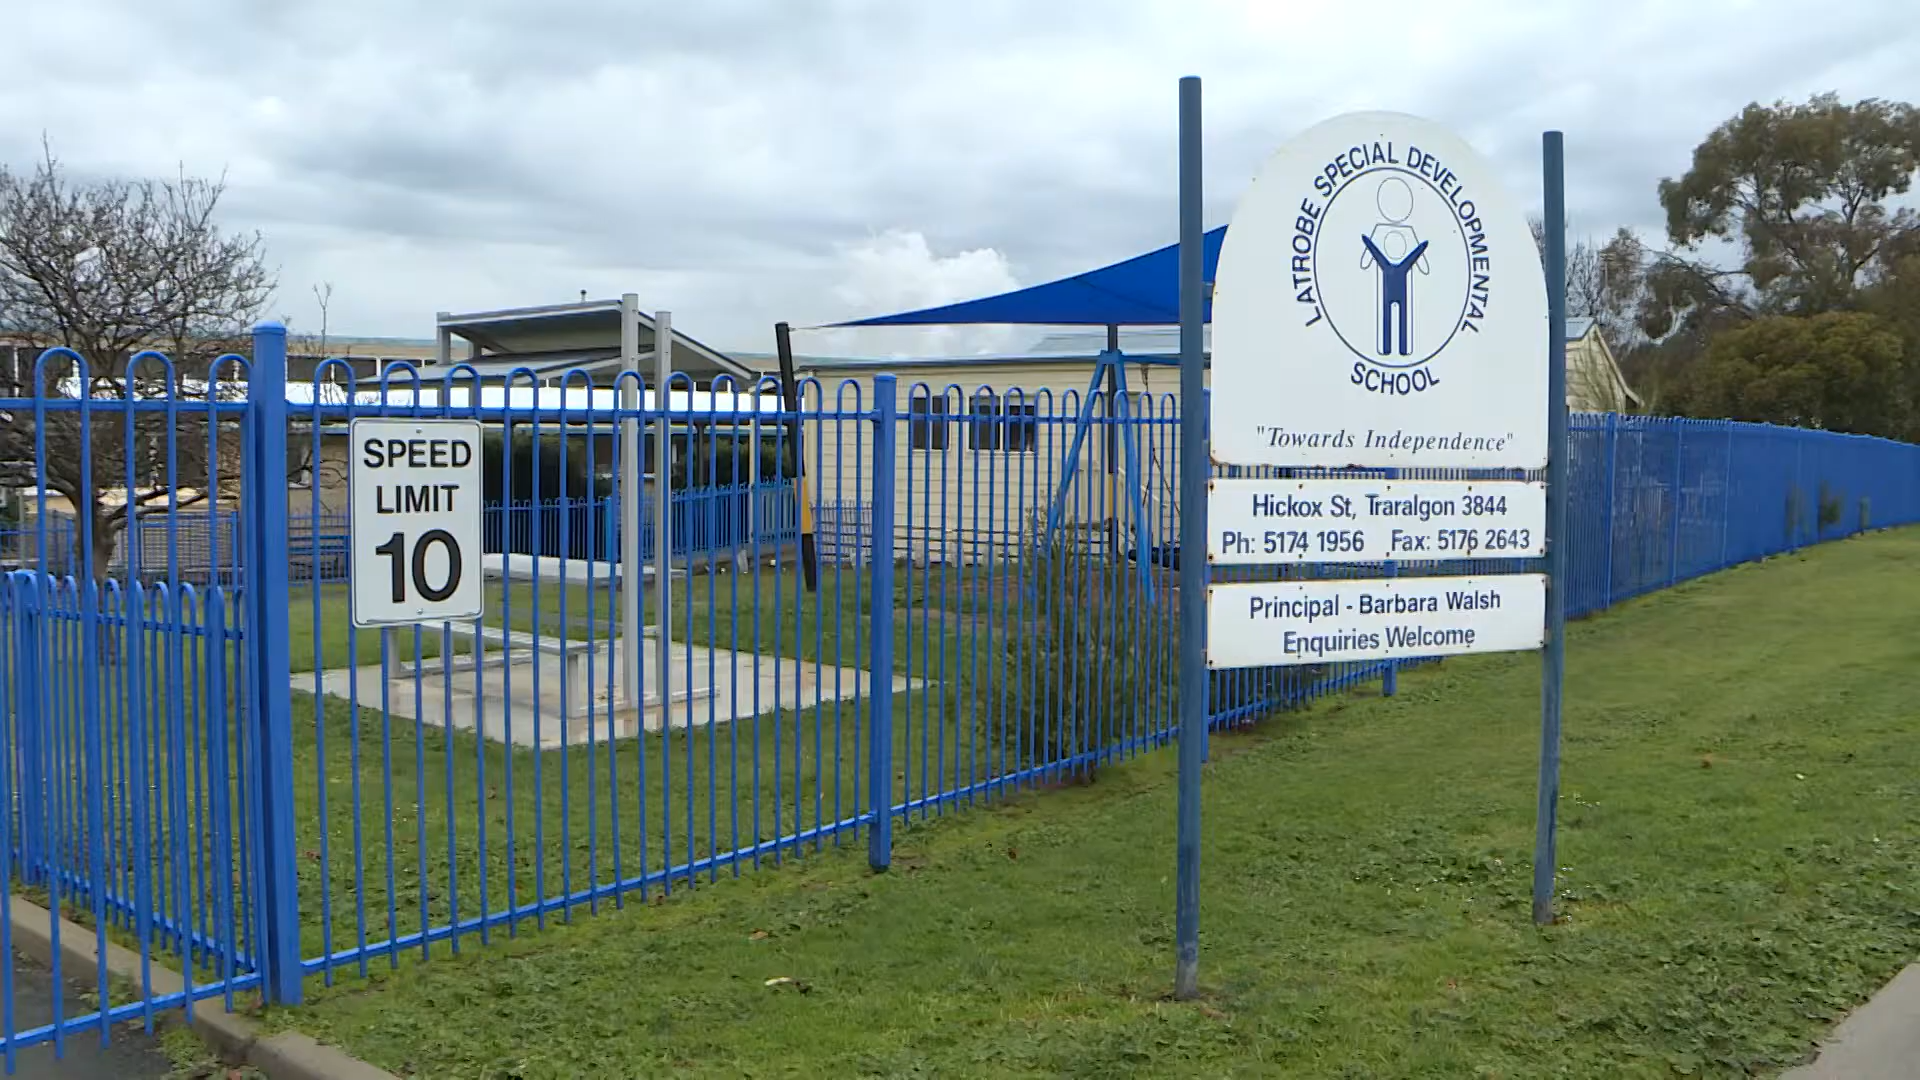 SPEED
LIMIT
10
LATROBE SPECIAL DEVELOPMENTAL
SCHOOL
"Towards Independence"
Hickox St, Traralgon 3844
Ph: 5174 1956 Fax: 5176 2643
Principal - Barbara Walsh
Enquiries Welcome